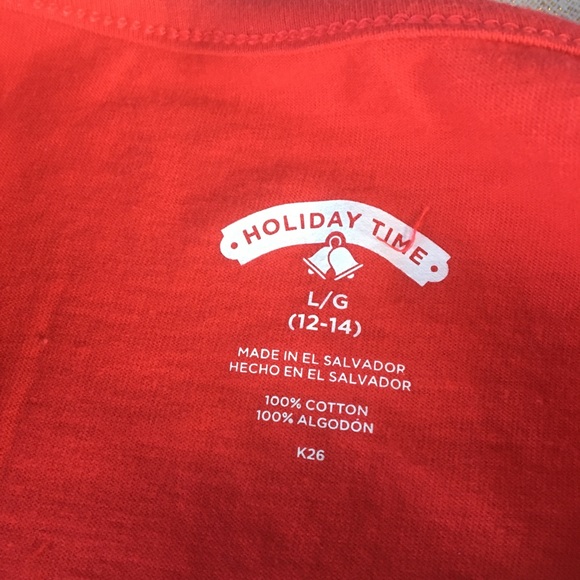 • HOLIDAY TIME •
L/G
(12-14)
MADE IN EL SALVADOR
HECHO EN EL SALVADOR
100% COTTON
100% ALGODÓN
K26